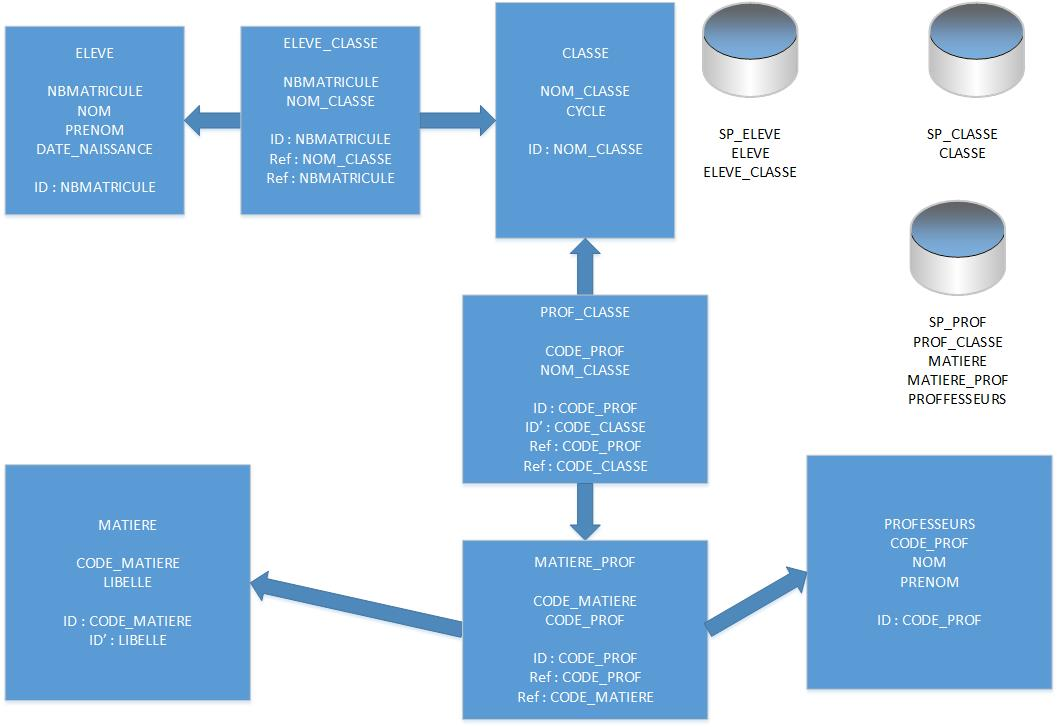 ELEVE
NBMATRICULE
NOM
PRENOM
DATE_NAISSANCE
ID : NBMATRICULE
ELEVE_CLASSE
NBMATRICULE
NOM_CLASSE
ID : NBMATRICULE
Ref : NOM_CLASSE
Ref : NBMATRICULE
CLASSE
NOM_CLASSE
CYCLE
ID : NOM_CLASSE
SP_ELEVE
ELEVE
ELEVE_CLASSE
SP_CLASSE
CLASSE
SP_PROF
PROF_CLASSE
MATIERE
MATIERE_PROF
PROFFESSEURS
PROF_CLASSE
CODE_PROF
NOM_CLASSE
ID : CODE_PROF
ID’ : CODE_CLASSE
Ref : CODE_PROF
Ref : CODE_CLASSE
MATIERE
CODE_MATIERE
LIBELLE
ID : CODE_MATIERE
ID’ : LIBELLE
MATIERE_PROF
CODE_MATIERE
CODE_PROF
ID : CODE_PROF
Ref : CODE_PROF
Ref : CODE_MATIERE
PROFESSEURS
CODE_PROF
NOM
PRENOM
ID : CODE_PROF